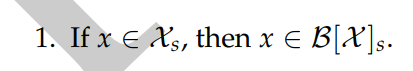 1. If x ∈ 𝒳ₛ, then x ∈ ℬ[𝒳]ₛ.